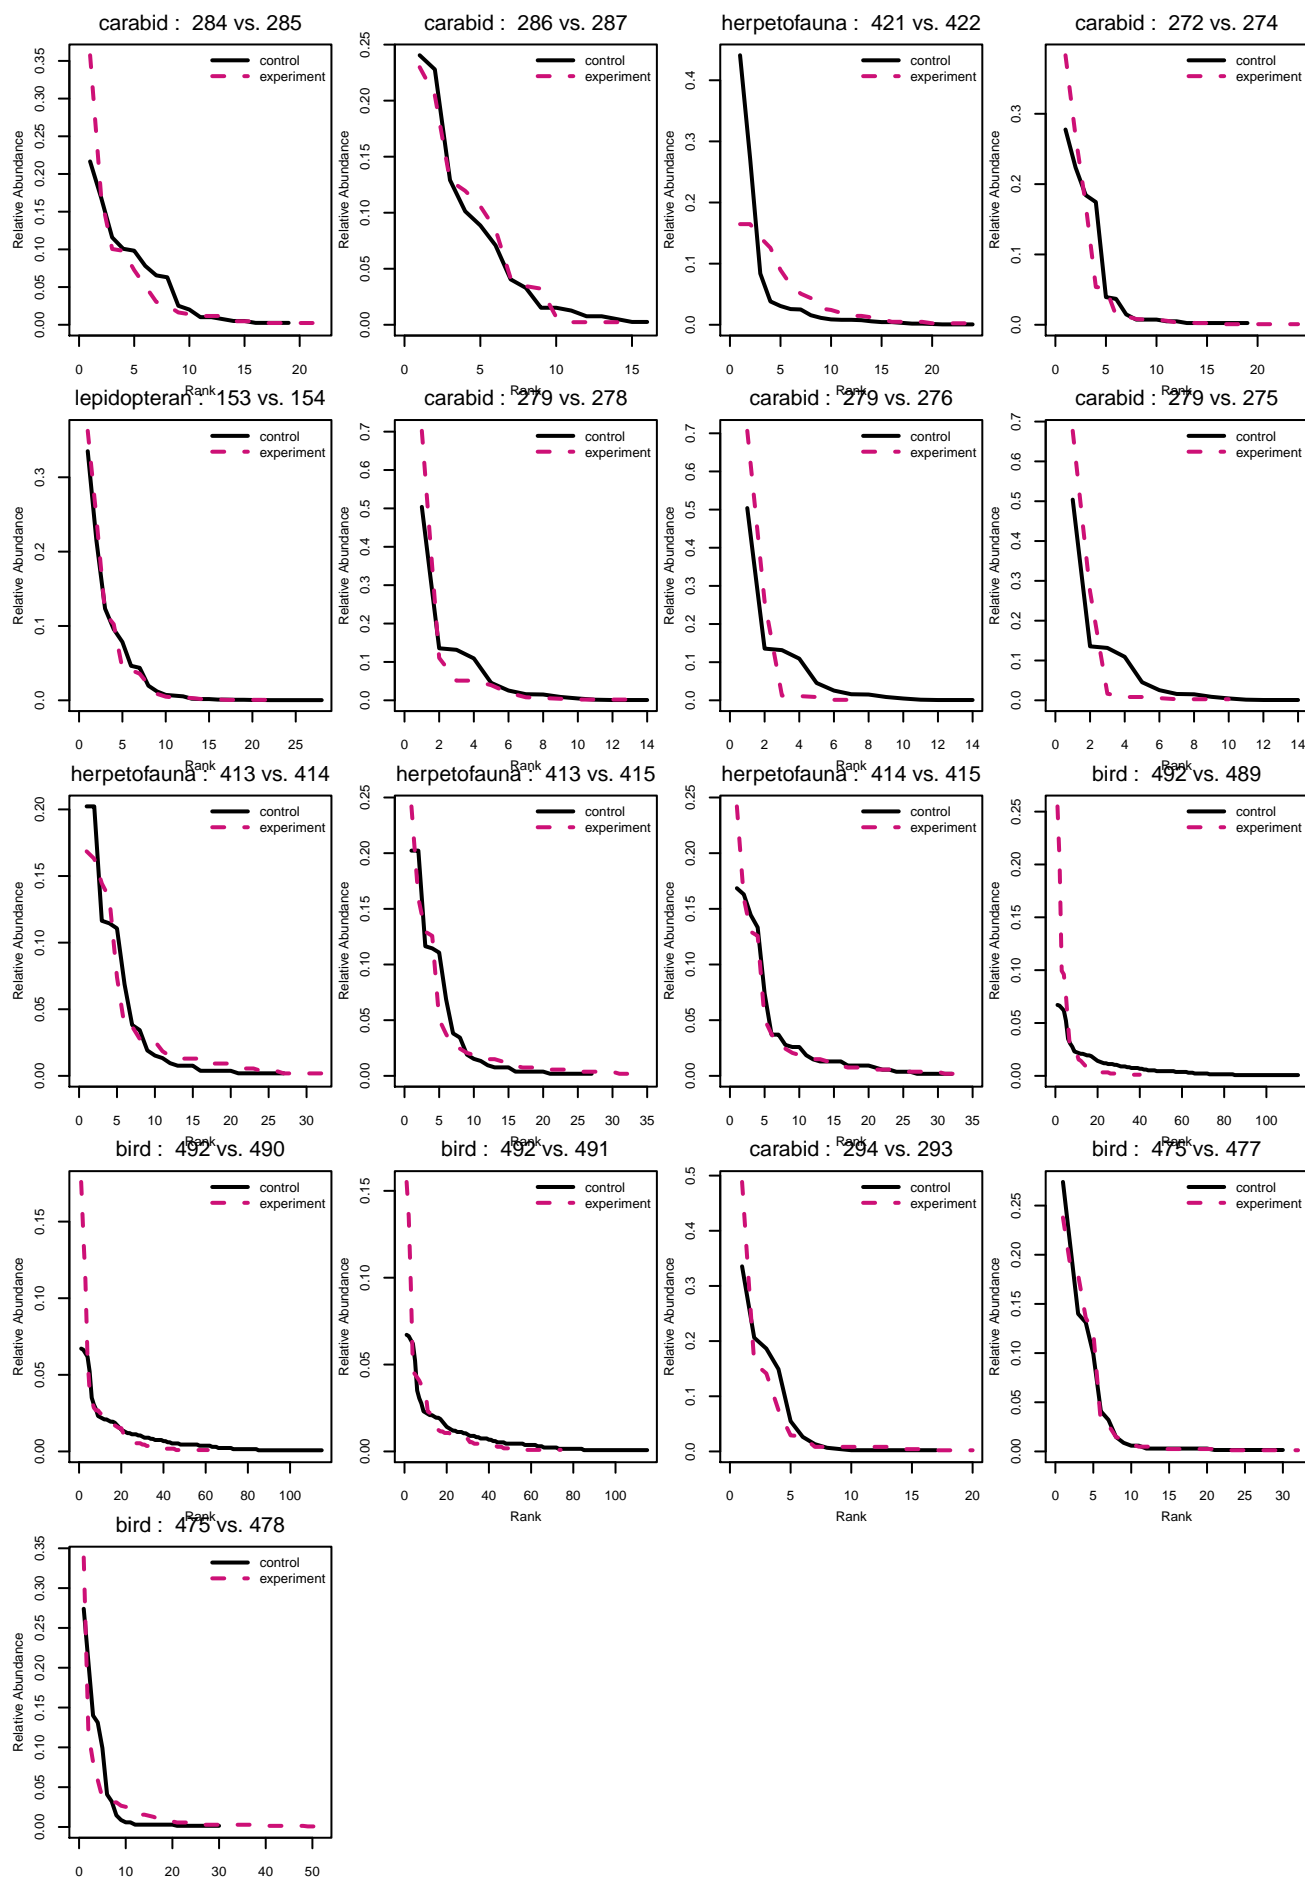 carabid : 284 vs. 285
carabid : 286 vs. 287
herpetofauna : 421 vs. 422
carabid : 272 vs. 274
control
experiment
control
experiment
control
experiment
control
experiment
Relative Abundance
0.00 0.05 0.10 0.15 0.20 0.25 0.30 0.35
Relative Abundance
0.00 0.05 0.10 0.15 0.20 0.25
Relative Abundance
0.0 0.1 0.2 0.3 0.4
Relative Abundance
0.0 0.1 0.2 0.3
0 5 10 15 20
0 5 10 15
0 5 10 15 20
0 5 10 15 20
Rank
Rank
Rank
Rank
lepidopteran : 153 vs. 154
carabid : 279 vs. 278
carabid : 279 vs. 276
carabid : 279 vs. 275
control
experiment
control
experiment
control
experiment
control
experiment
Relative Abundance
0.0 0.1 0.2 0.3
Relative Abundance
0.0 0.1 0.2 0.3 0.4 0.5 0.6 0.7
Relative Abundance
0.0 0.1 0.2 0.3 0.4 0.5 0.6 0.7
Relative Abundance
0.0 0.1 0.2 0.3 0.4 0.5 0.6 0.7
0 5 10 15 20 25
0 2 4 6 8 10 12 14
0 2 4 6 8 10 12 14
0 2 4 6 8 10 12 14
Rank
Rank
Rank
Rank
herpetofauna : 413 vs. 414
herpetofauna : 413 vs. 415
herpetofauna : 414 vs. 415
bird : 492 vs. 489
control
experiment
control
experiment
control
experiment
control
experiment
Relative Abundance
0.00 0.05 0.10 0.15 0.20
Relative Abundance
0.00 0.05 0.10 0.15 0.20 0.25
Relative Abundance
0.00 0.05 0.10 0.15 0.20 0.25
Relative Abundance
0.00 0.05 0.10 0.15 0.20 0.25
0 5 10 15 20 25 30
0 5 10 15 20 25 30 35
0 5 10 15 20 25 30 35
0 20 40 60 80 100
Rank
Rank
Rank
Rank
bird : 492 vs. 490
bird : 492 vs. 491
carabid : 294 vs. 293
bird : 475 vs. 477
control
experiment
control
experiment
control
experiment
control
experiment
Relative Abundance
0.00 0.05 0.10 0.15
Relative Abundance
0.00 0.05 0.10 0.15
Relative Abundance
0.0 0.1 0.2 0.3 0.4 0.5
Relative Abundance
0.00 0.05 0.10 0.15 0.20 0.25
0 20 40 60 80 100
0 20 40 60 80 100
0 5 10 15 20
0 5 10 15 20 25 30
Rank
Rank
Rank
Rank
bird : 475 vs. 478
control
experiment
Relative Abundance
0.00 0.05 0.10 0.15 0.20 0.25 0.30 0.35
0 10 20 30 40 50